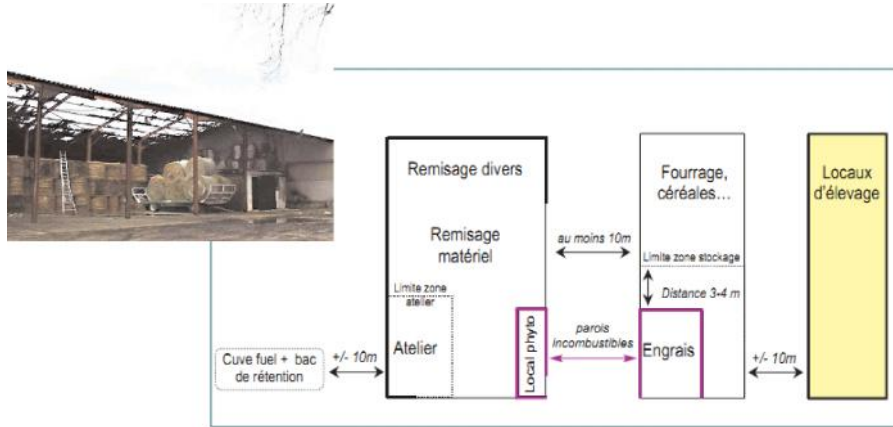 Remisage divers
Remisage
matériel
Limite zone
atelier
Atelier
Local phyto
Cuve fuel + bac
de rétention
+/- 10m
au moins 10m
parois
incombustibles
Fourrage,
céréales…
Limite zone stockage
Distance 3-4 m
Engrais
+/- 10m
Locaux
d'élevage